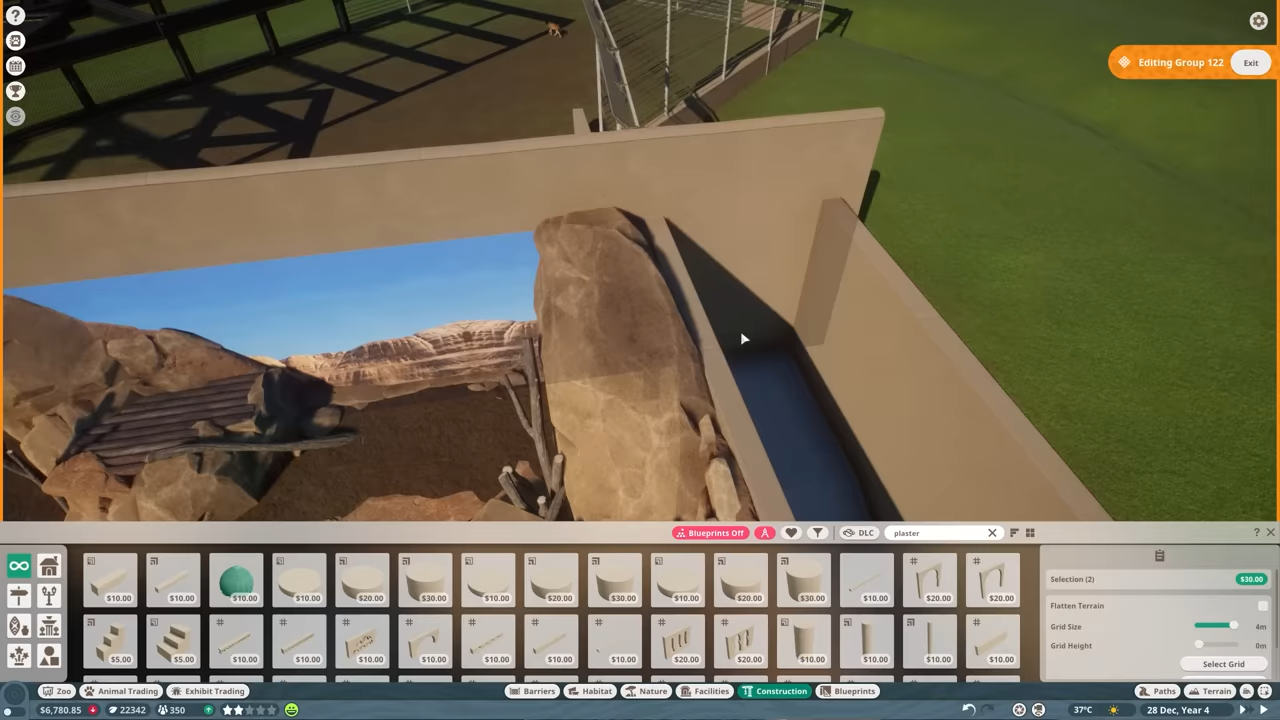 ?
Editing Group 122
Exit
Blueprints Off
DLC
plaster
?
$10.00 $10.00 $10.00 $10.00 $20.00 $30.00 $10.00 $20.00 $30.00 $10.00 $20.00 $30.00 $10.00 $20.00 $20.00
$5.00 $5.00 $10.00 $10.00 $10.00 $10.00 $10.00 $10.00 $10.00 $20.00 $20.00 $10.00 $10.00 $10.00 $10.00
Selection (2) $30.00
Flatten Terrain
Grid Size 4m
Grid Height 0m
Select Grid
Zoo Animal Trading Exhibit Trading Barriers Habitat Nature Facilities Construction Blueprints Paths Terrain
$6,780.85 22342 350 37°C 28 Dec, Year 4